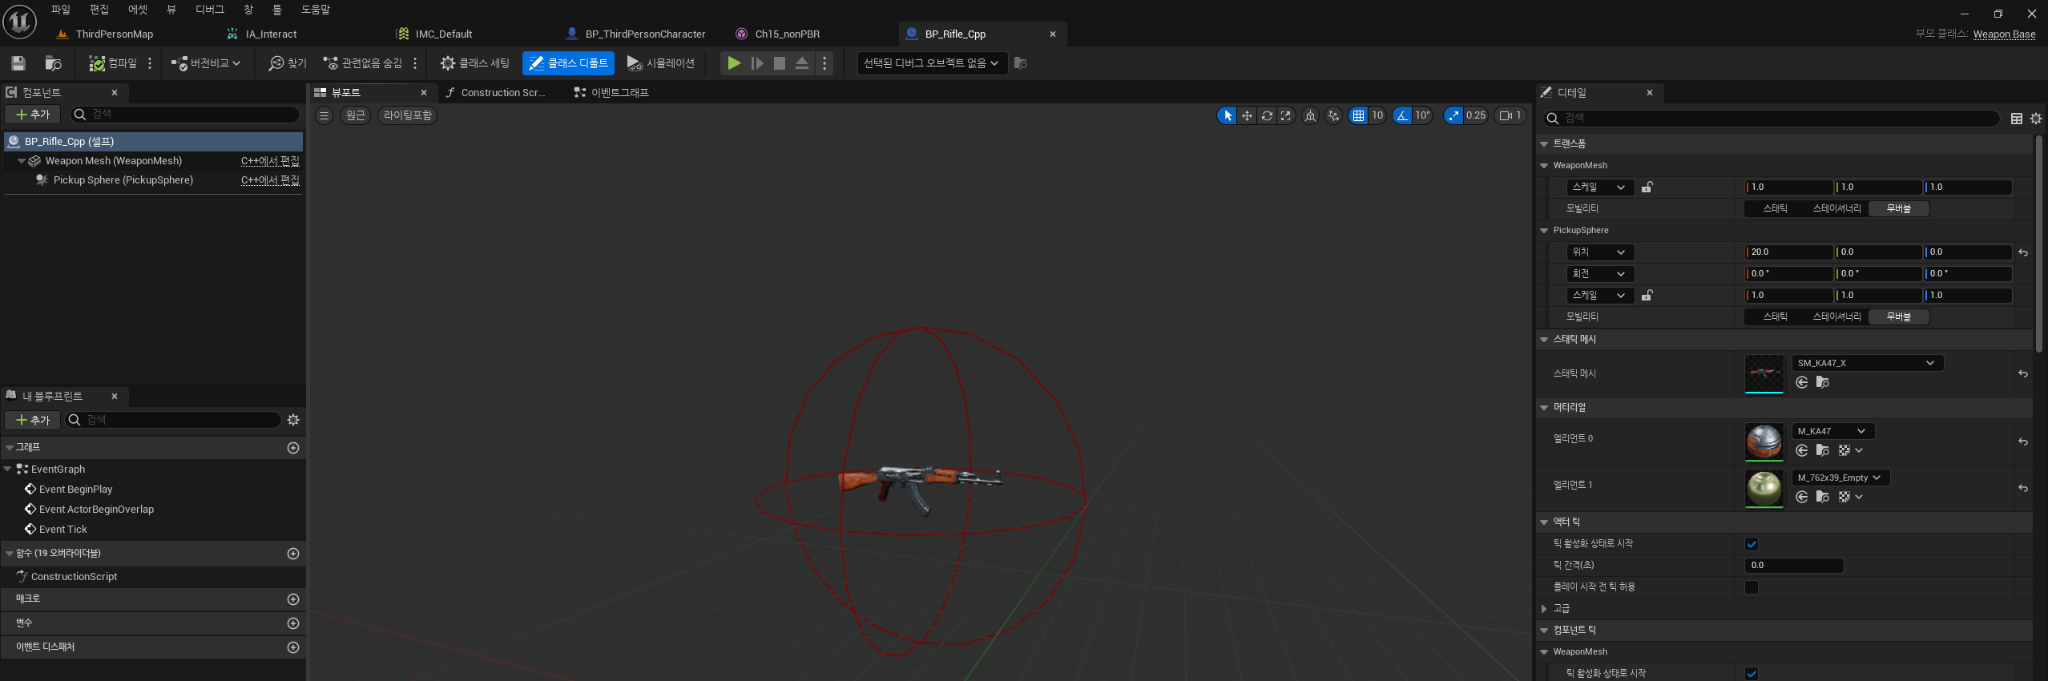 파일 편집 에셋 뷰 디버그 창 툴 도움말
ThirdPersonMap IA_Interact IMC_Default BP_ThirdPersonCharacter Ch15_nonPBR BP_Rifle_Cpp
부모 클래스: Weapon Base
컴파일 버전비교 찾기 관련없음 숨김 클래스 세팅 클래스 디폴트 시뮬레이션 선택된 디버그 오브젝트 없음
컴포넌트
추가 검색
BP_Rifle_Cpp (셀프)
Weapon Mesh (WeaponMesh) C++에서 편집
Pickup Sphere (PickupSphere) C++에서 편집
내 블루프린트
추가 검색
그래프
EventGraph
Event BeginPlay
Event ActorBeginOverlap
Event Tick
함수 (19 오버라이더블)
ConstructionScript
매크로
변수
이벤트 디스패처
뷰포트 Construction Scr... 이벤트그래프
원근 라이팅포함 10 10° 0.25 1
디테일
검색
트랜스폼
WeaponMesh
스케일 1.0 1.0 1.0
모빌리티 스태틱 스테이셔너리 무버블
PickupSphere
위치 20.0 0.0 0.0
회전 0.0 ° 0.0 ° 0.0 °
스케일 1.0 1.0 1.0
모빌리티 스태틱 스테이셔너리 무버블
스태틱 메시
스태틱 메시 SM_KA47_X
머티리얼
엘리먼트 0 M_KA47
엘리먼트 1 M_762x39_Empty
액터 틱
틱 활성화 상태로 시작
틱 간격(초) 0.0
플레이 시작 전 틱 허용
고급
컴포넌트 틱
WeaponMesh
틱 활성화 상태로 시작